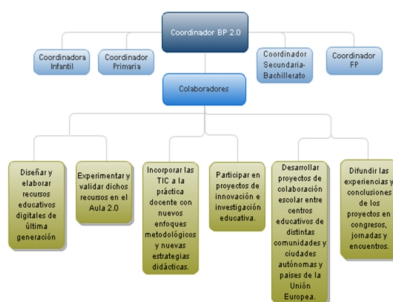 Coordinador BP 2.0
Coordinadora
Infantil
Coordinadora
Primaria
Coordinador
Secundaria-
Bachillerato
Coordinador
FP
Colaboradores
Diseñar y
elaborar
recursos
educativos
digitales de
última
generación
Experimentar y
validar dichos
recursos en el
Aula 2.0
Incorporar las
TIC a la
práctica
docente con
nuevos
enfoques
metodológicos
y nuevas
estrategias
didácticas.
Participar en
proyectos de
innovación e
investigación
educativa.
Desarrollar
proyectos de
colaboración
escolar entre
centros
educativos de
distintas
comunidades y
ciudades
autónomas y
paises de la
Unión
Europea.
Difundir las
experiencias y
conclusiones
de los
proyectos en
congresos,
jornadas y
encuentros.